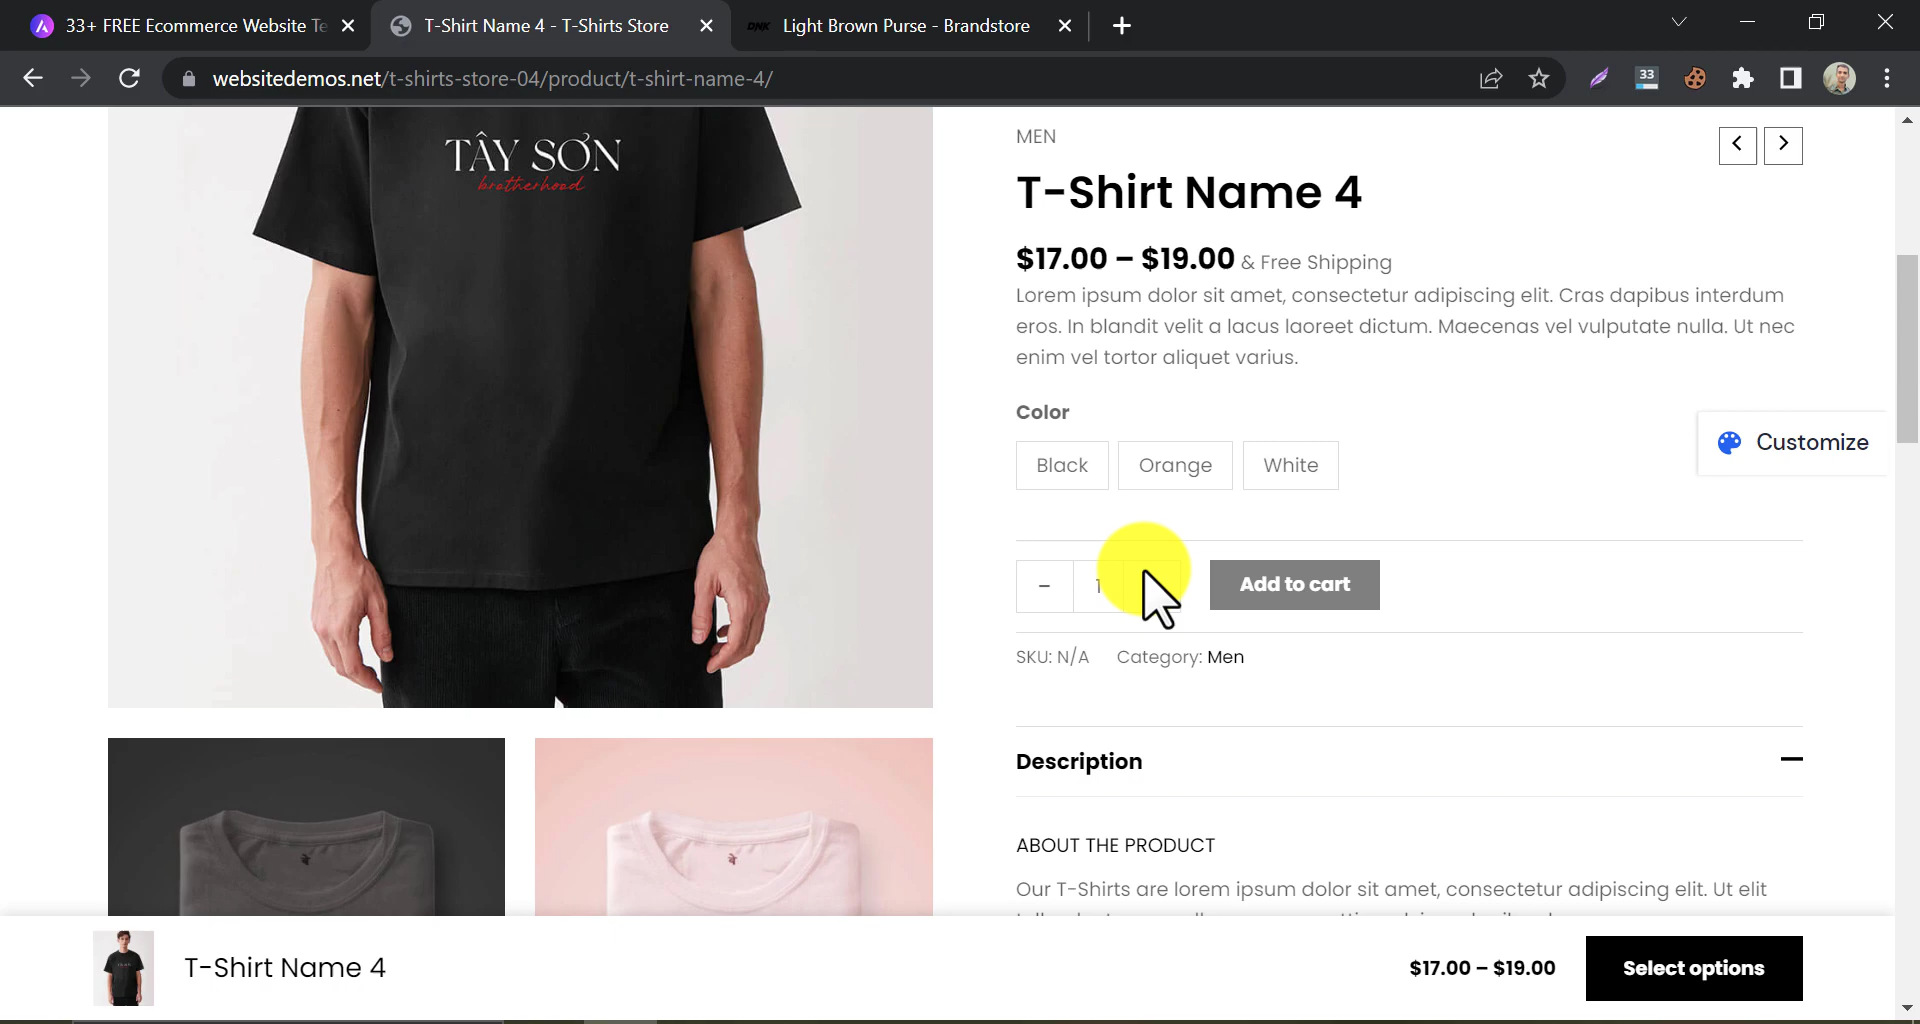 33+ FREE Ecommerce Website Te
T-Shirt Name 4 - T-Shirts Store
DNK
Light Brown Purse - Brandstore
websitedemos.net/t-shirts-store-04/product/t-shirt-name-4/
33
TÂY SƠN
brotherhood
MEN
T-Shirt Name 4
$17.00 – $19.00 & Free Shipping
Lorem ipsum dolor sit amet, consectetur adipiscing elit. Cras dapibus interdum
eros. In blandit velit a lacus laoreet dictum. Maecenas vel vulputate nulla. Ut nec
enim vel tortor aliquet varius.
Color
Black
Orange
White
Customize
- 1
Add to cart
SKU: N/A
Category: Men
Description
ABOUT THE PRODUCT
Our T-Shirts are lorem ipsum dolor sit amet, consectetur adipiscing elit. Ut elit
T-Shirt Name 4
$17.00 – $19.00
Select options